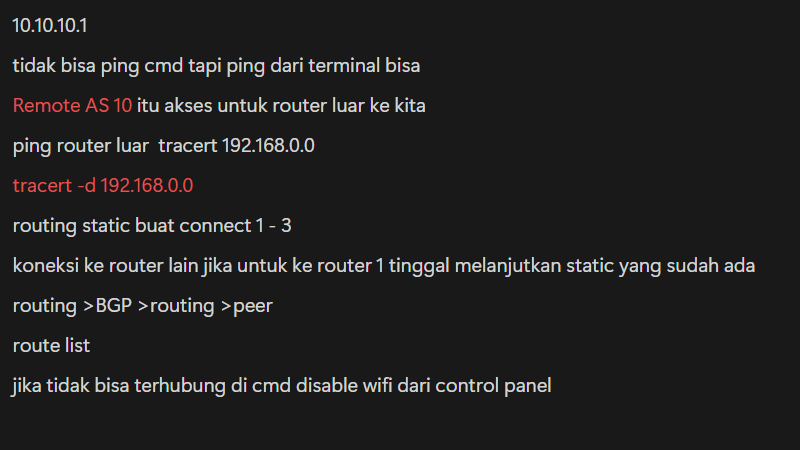 10.10.10.1
tidak bisa ping cmd tapi ping dari terminal bisa
Remote AS 10 itu akses untuk router luar ke kita
ping router luar  tracert 192.168.0.0
tracert -d 192.168.0.0
routing static buat connect 1 - 3
koneksi ke router lain jika untuk ke router 1 tinggal melanjutkan static yang sudah ada
routing >BGP >routing >peer
route list
jika tidak bisa terhubung di cmd disable wifi dari control panel